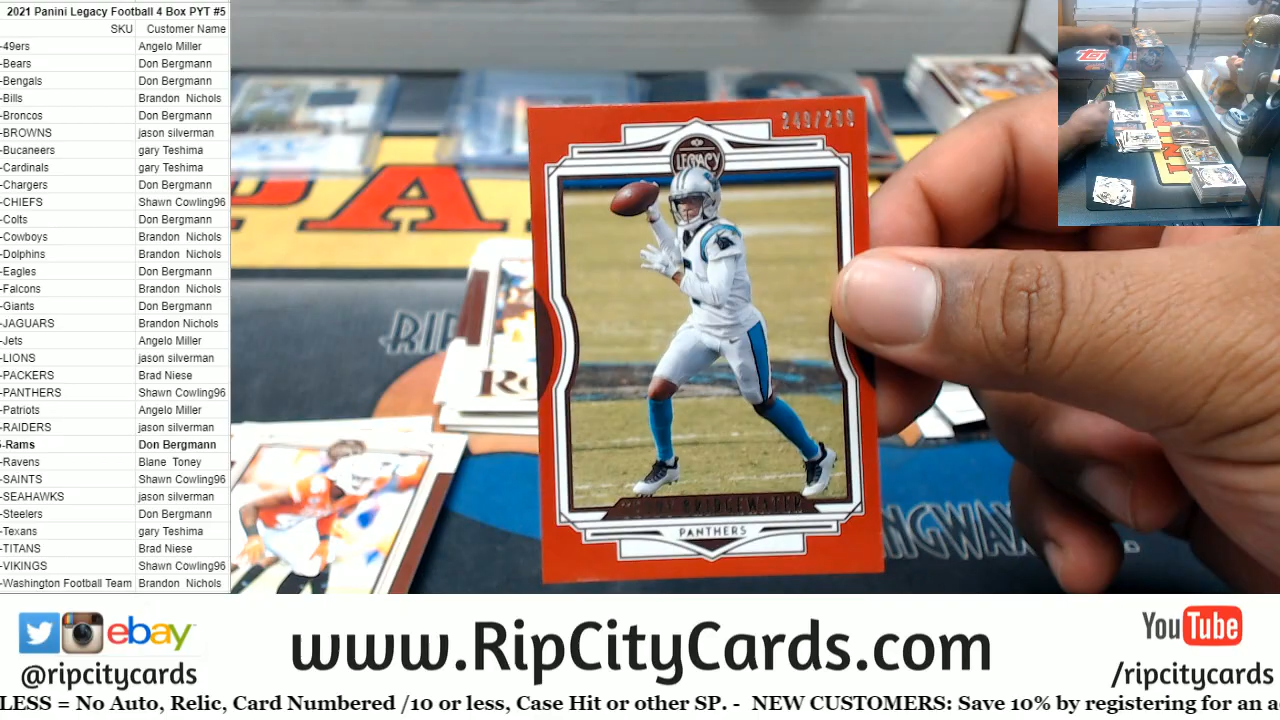 2021 Panini Legacy Football 4 Box PYT #5
SKU Customer Name
-49ers Angelo Miller
-Bears Don Bergmann
-Bengals Don Bergmann
-Bills Brandon Nichols
-Broncos Don Bergmann
-BROWNS jason silverman
-Bucaneers gary Teshima
-Cardinals gary Teshima
-Chargers Don Bergmann
-CHIEFS Shawn Cowling96
-Colts Don Bergmann
-Cowboys Brandon Nichols
-Dolphins Brandon Nichols
-Eagles Don Bergmann
-Falcons Brandon Nichols
-Giants Don Bergmann
-JAGUARS Brandon Nichols
-Jets Angelo Miller
-LIONS jason silverman
-PACKERS Brad Niese
-PANTHERS Shawn Cowling96
-Patriots Angelo Miller
-RAIDERS jason silverman
-Rams Don Bergmann
-Ravens Blane Toney
-SAINTS Shawn Cowling96
-SEAHAWKS jason silverman
-Steelers Don Bergmann
-Texans gary Teshima
-TITANS Brad Niese
-VIKINGS Shawn Cowling96
-Washington Football Team Brandon Nichols
249/299
LEGACY
BRIDGEWATER
PANTHERS
RIP
PANINI
ebay
@ripcitycards
www.RipCityCards.com
YouTube
/ripcitycards
LESS = No Auto, Relic, Card Numbered /10 or less, Case Hit or other SP. - NEW CUSTOMERS: Save 10% by registering for an a